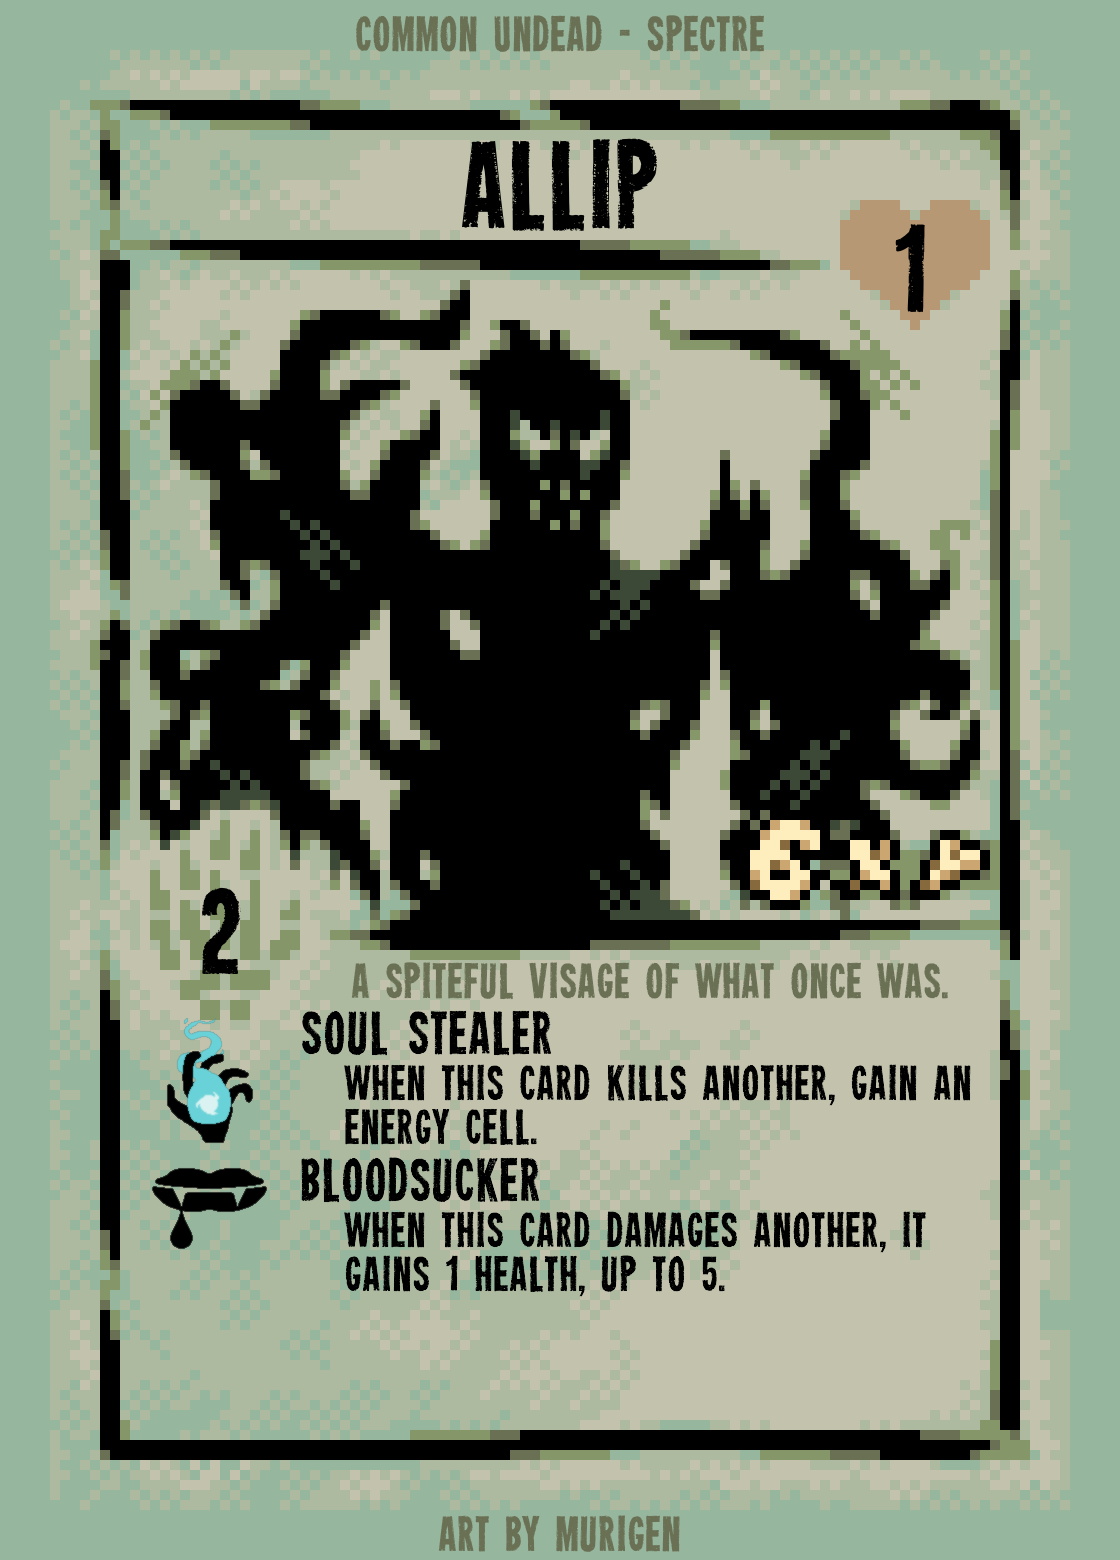 COMMON UNDEAD - SPECTRE
ALLIP
1
6 X
2
A SPITEFUL VISAGE OF WHAT ONCE WAS.
SOUL STEALER
WHEN THIS CARD KILLS ANOTHER, GAIN AN
ENERGY CELL.
BLOODSUCKER
WHEN THIS CARD DAMAGES ANOTHER, IT
GAINS 1 HEALTH, UP TO 5.
ART BY MURIGEN